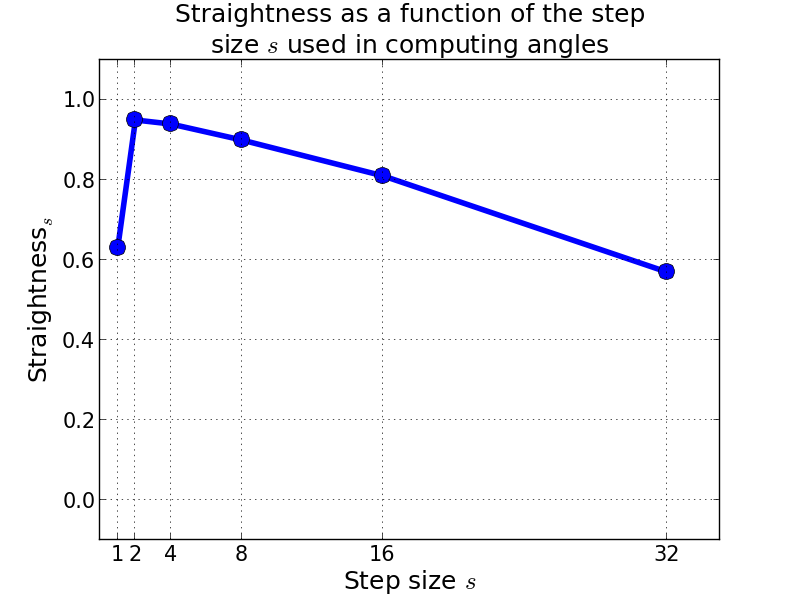 Straightness as a function of the step
size s used in computing angles
1.0
0.8
0.6
0.4
0.2
0.0
Straightness_s
1 2 4 8 16 32
Step size s